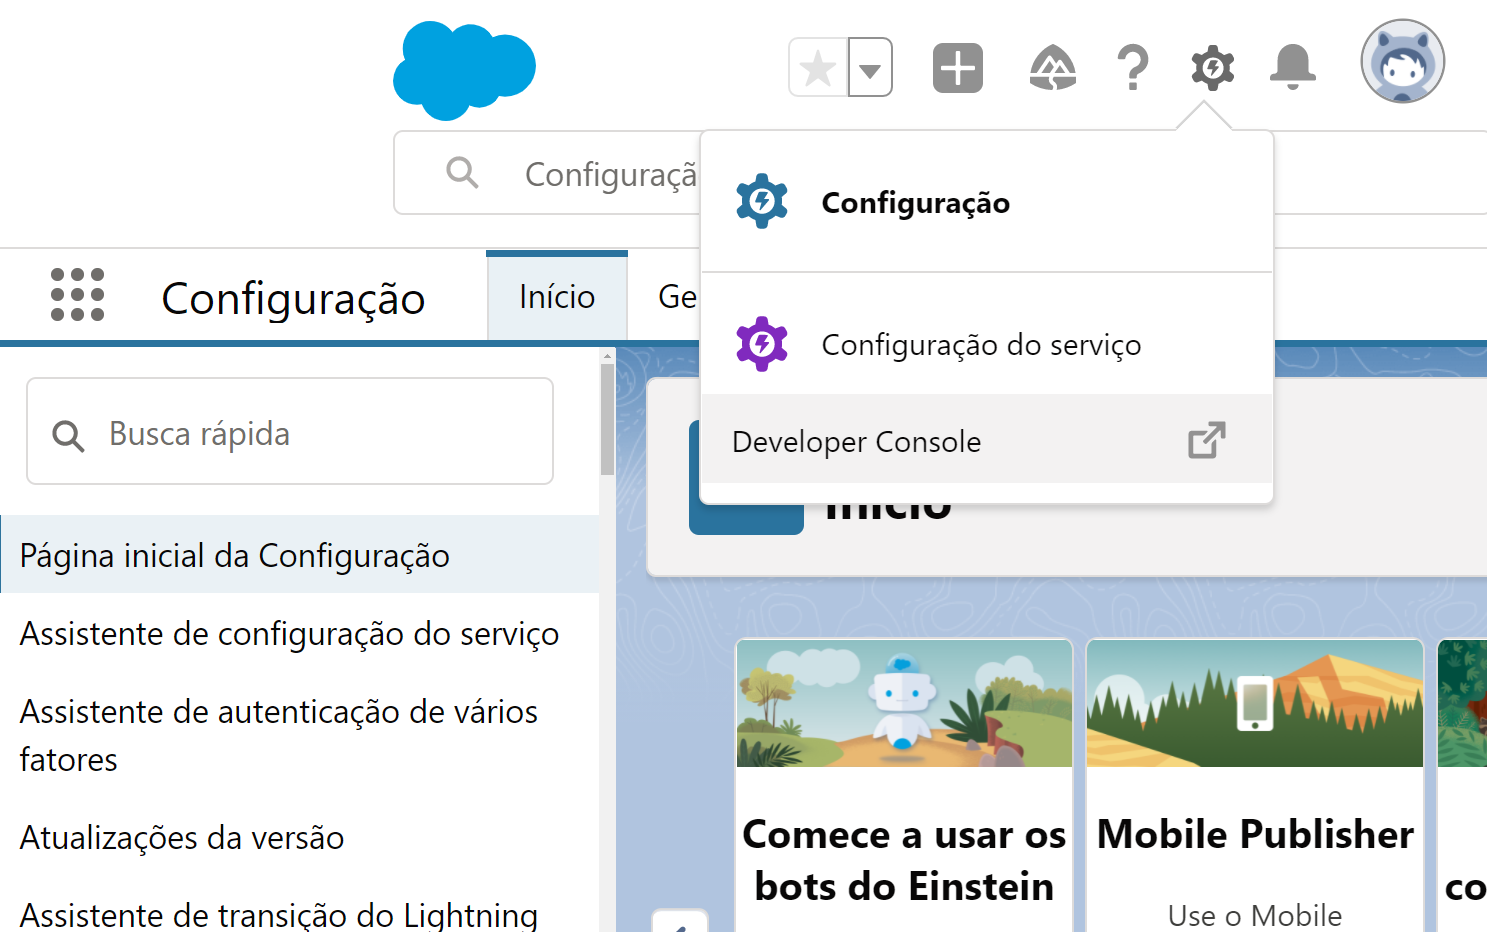 Configuraçã
Configuração
Configuração do serviço
Developer Console
Configuração
Início
Ge
Busca rápida
Página inicial da Configuração
Assistente de configuração do serviço
Assistente de autenticação de vários
fatores
Atualizações da versão
Assistente de transição do Lightning
Início
Comece a usar os
bots do Einstein
Mobile Publisher
Use o Mobile
co